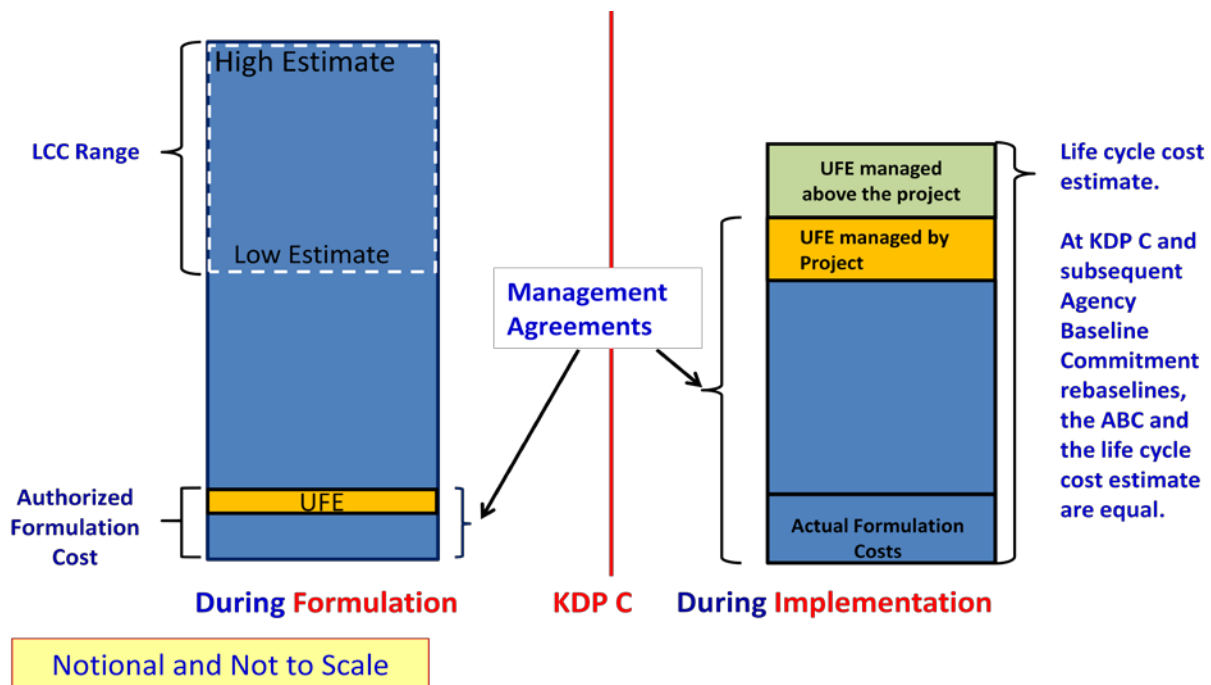 High Estimate
LCC Range
Low Estimate
Authorized
Formulation
Cost
UFE
During Formulation
Management
Agreements
KDP C
UFE managed
above the project
UFE managed by
Project
Actual Formulation
Costs
During Implementation
Life cycle cost
estimate.
At KDP C and
subsequent
Agency
Baseline
Commitment
rebaselines,
the ABC and
the life cycle
cost estimate
are equal.
Notional and Not to Scale